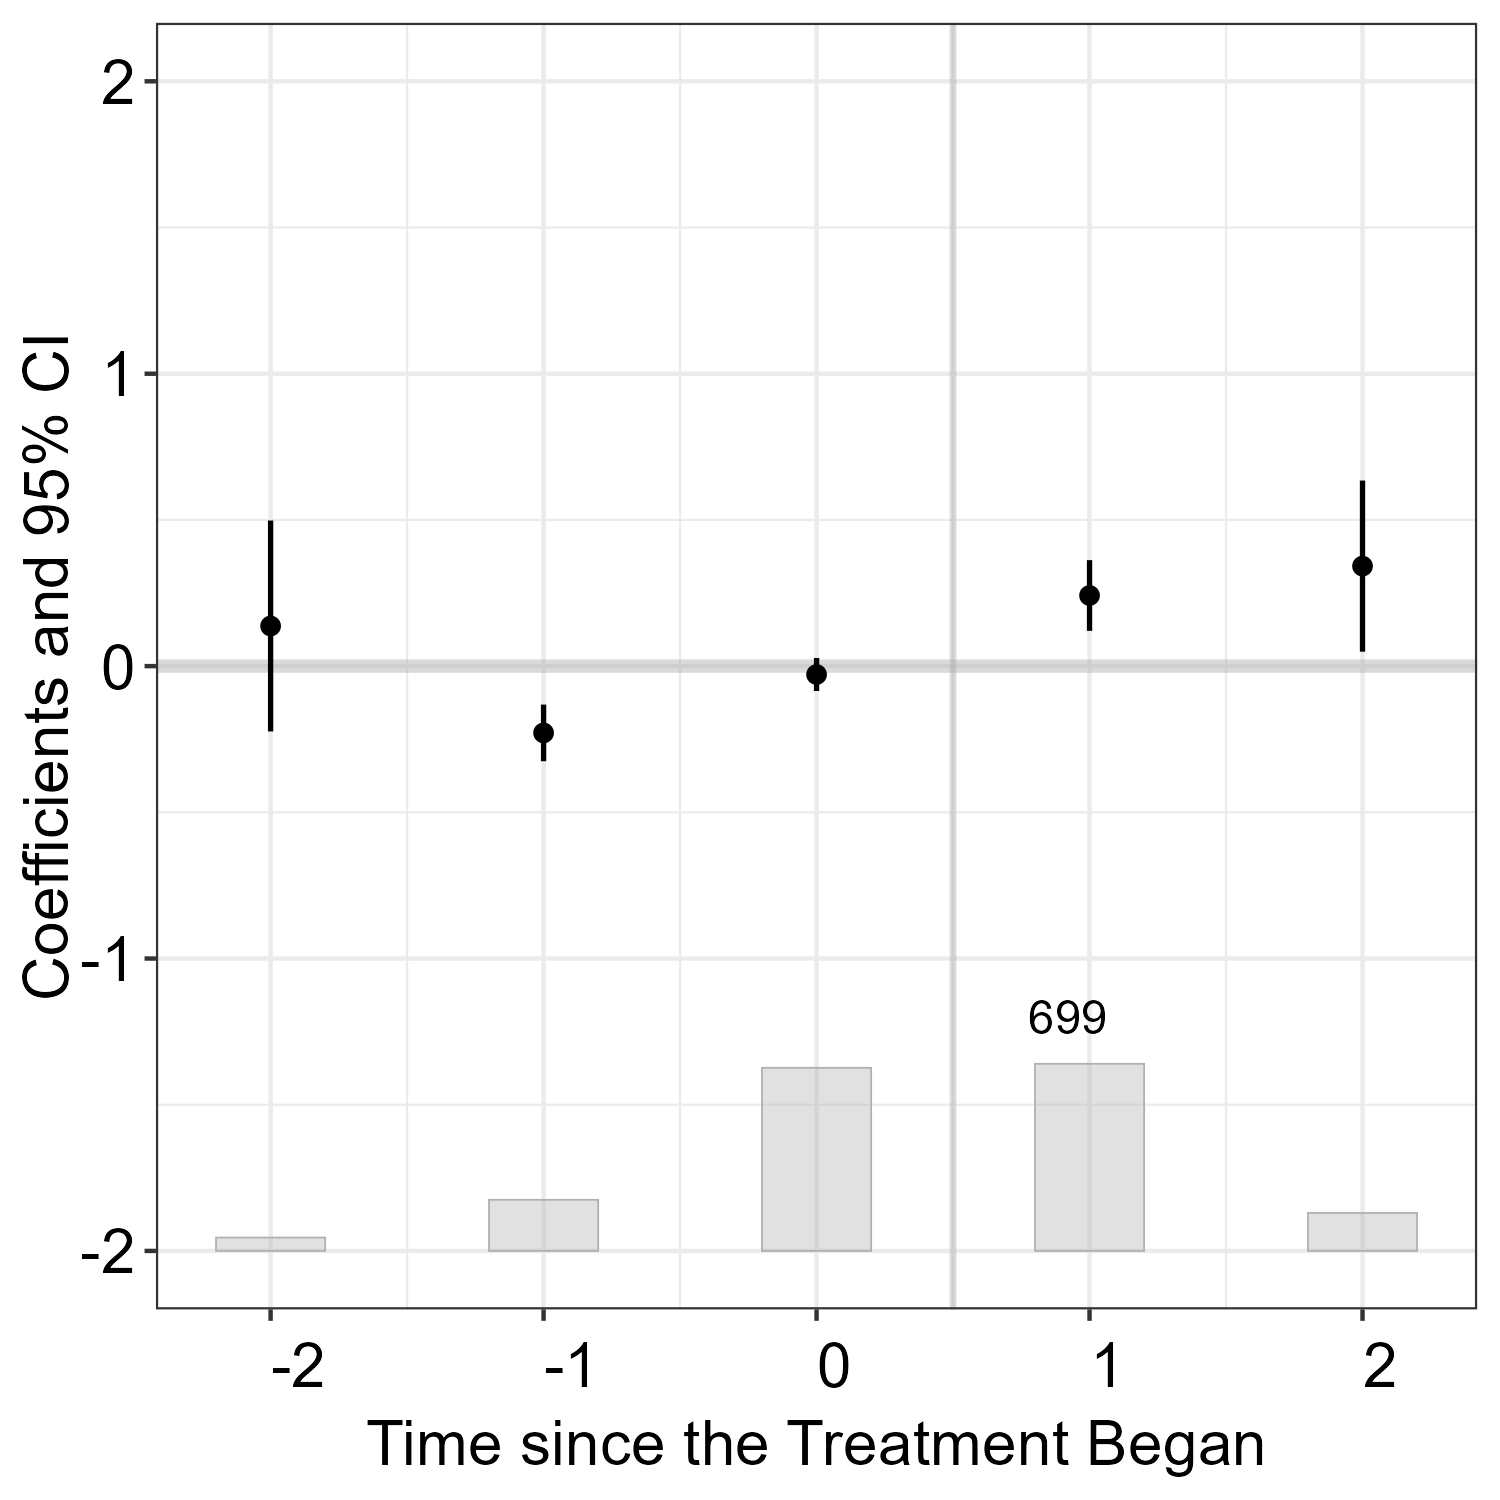 Coefficients and 95% CI
2
1
0
-1
-2
699
-2 -1 0 1 2
Time since the Treatment Began